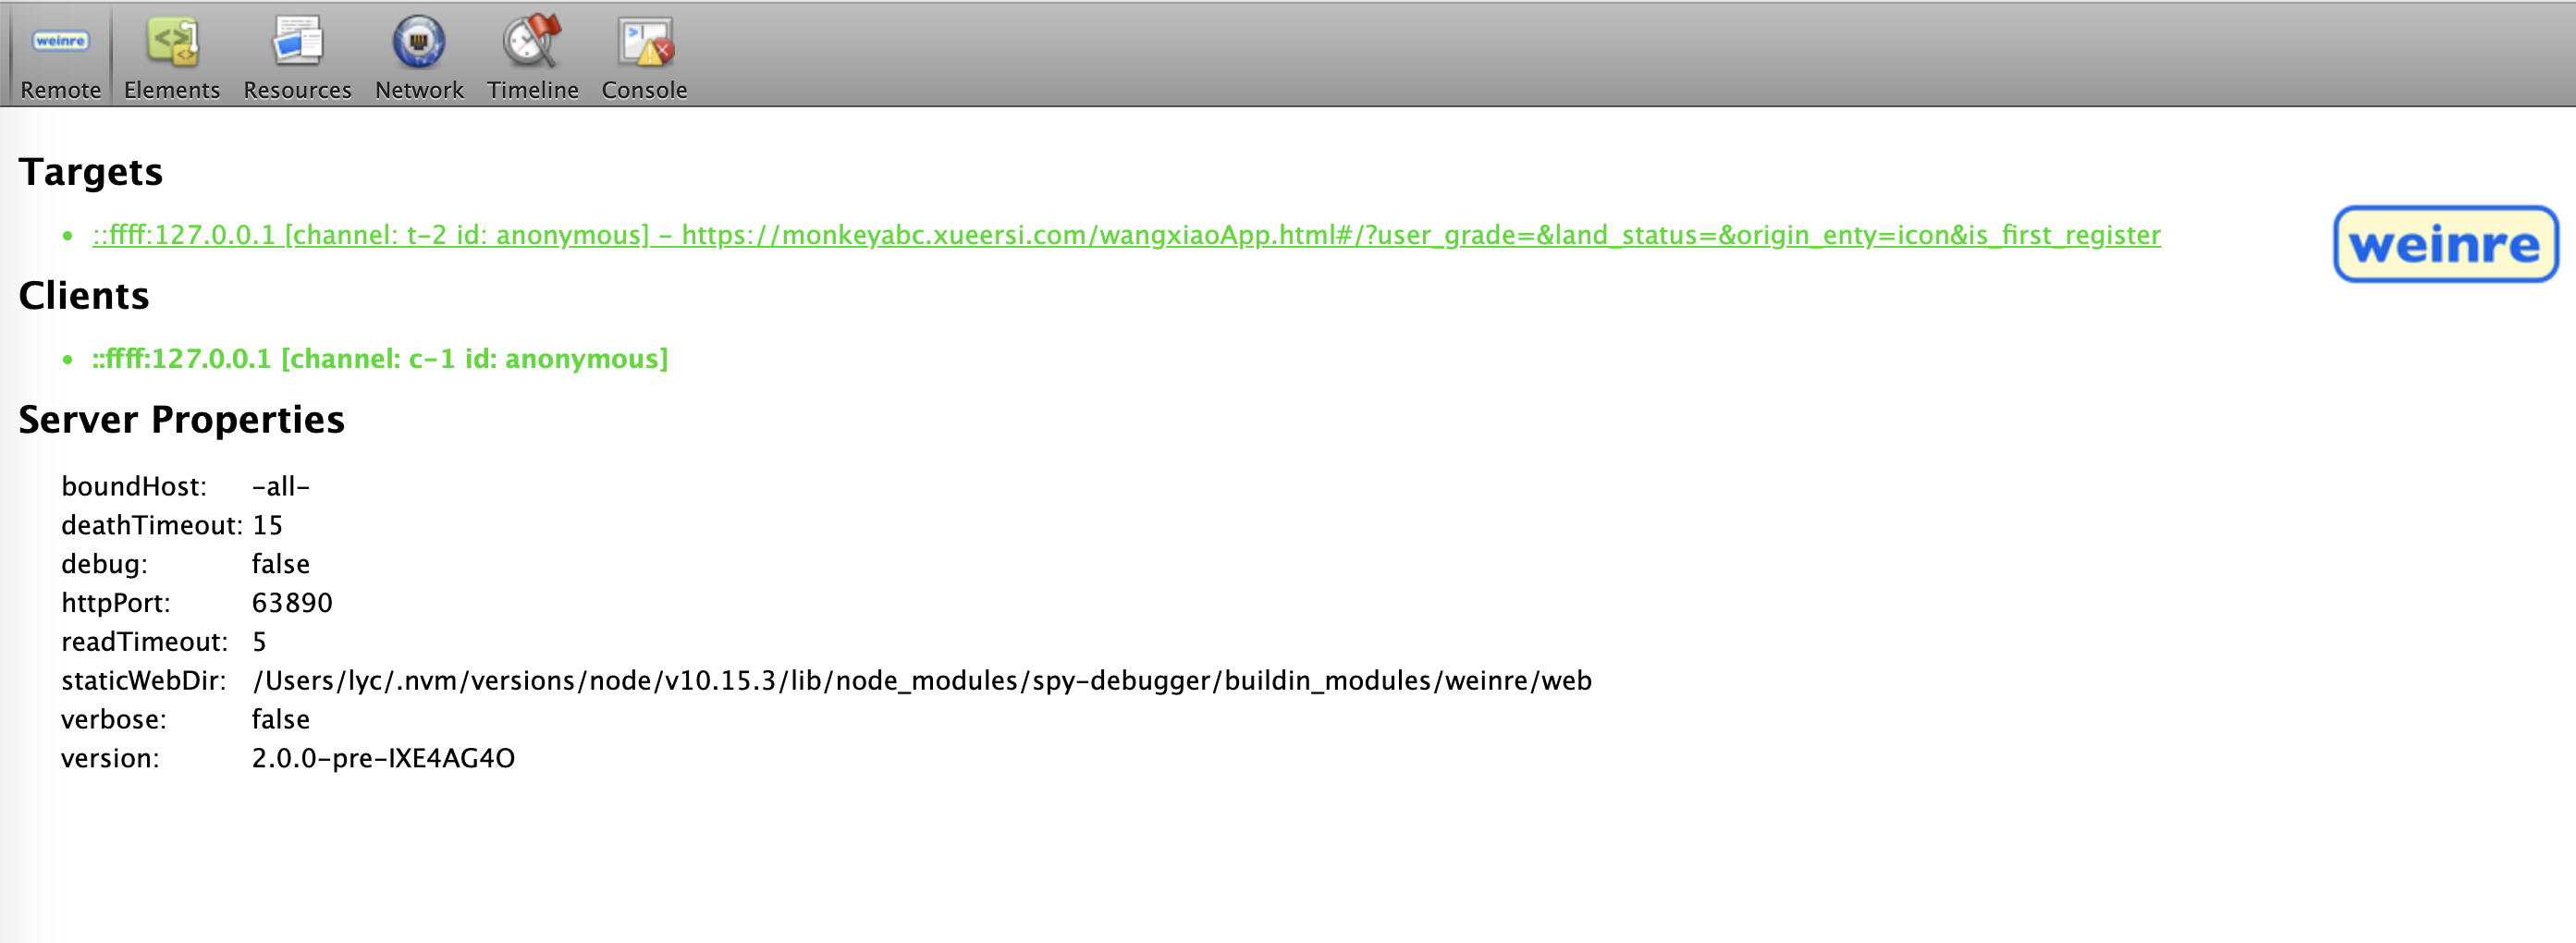 weinre
Remote Elements Resources Network Timeline Console
Targets
• ::ffff:127.0.0.1 [channel: t-2 id: anonymous] - https://monkeyabc.xueersi.com/wangxiaoApp.html#/?user_grade=&land_status=&origin_enty=icon&is_first_register
weinre
Clients
• ::ffff:127.0.0.1 [channel: c-1 id: anonymous]
Server Properties
boundHost: -all-
deathTimeout: 15
debug: false
httpPort: 63890
readTimeout: 5
staticWebDir: /Users/lyc/.nvm/versions/node/v10.15.3/lib/node_modules/spy-debugger/buildin_modules/weinre/web
verbose: false
version: 2.0.0-pre-IXE4AG4O